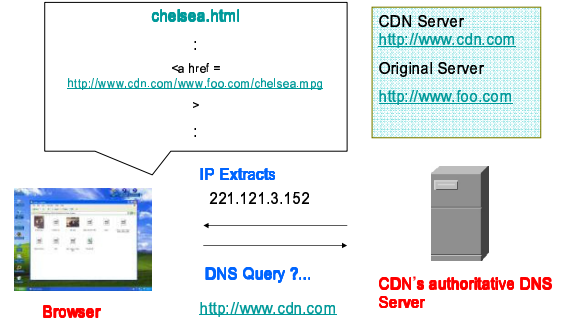 chelsea.html
:
<a href =
http://www.cdn.com/www.foo.com/chelsea.mpg
>
:
CDN Server
http://www.cdn.com
Original Server
http://www.foo.com
IP Extracts
221.121.3.152
DNS Query ?...
http://www.cdn.com
Browser
CDN's authoritative DNS
Server